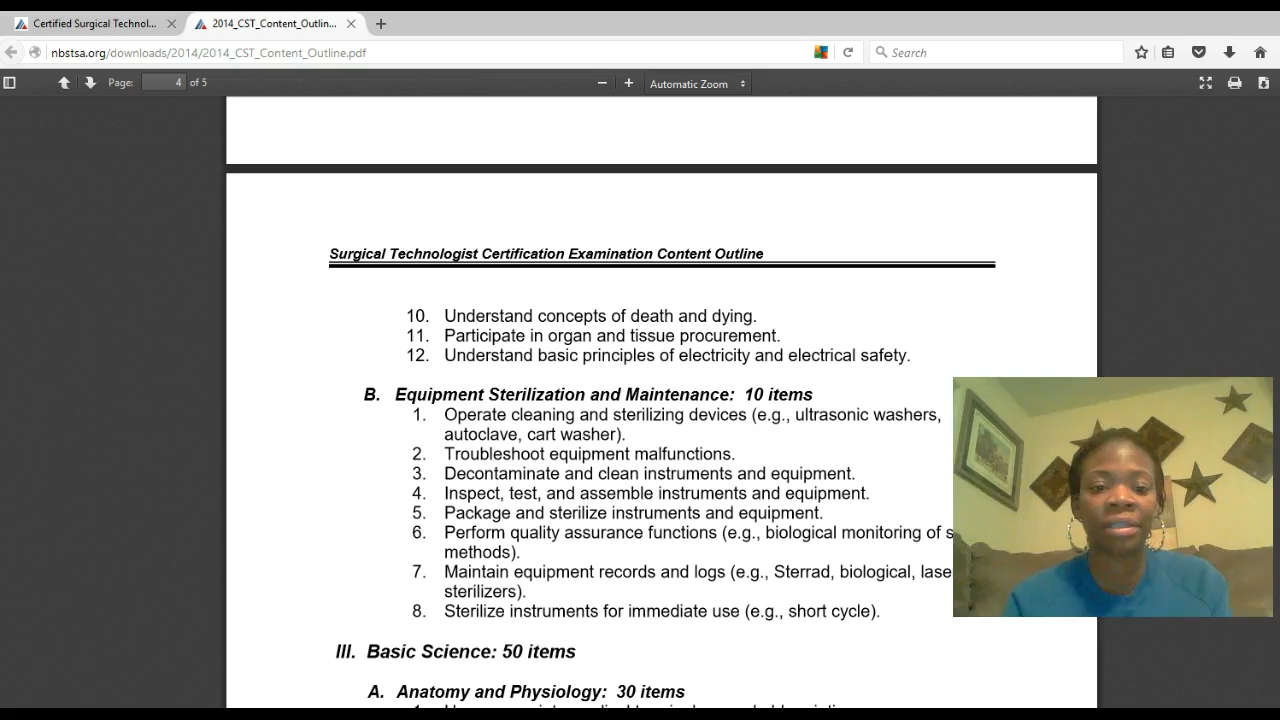 Certified Surgical Technol...
2014_CST_Content_Outlin...
nbstsa.org/downloads/2014/2014_CST_Content_Outline.pdf
Search
Page: 4 of 5
Automatic Zoom
Surgical Technologist Certification Examination Content Outline
10. Understand concepts of death and dying.
11. Participate in organ and tissue procurement.
12. Understand basic principles of electricity and electrical safety.
B. Equipment Sterilization and Maintenance: 10 items
1. Operate cleaning and sterilizing devices (e.g., ultrasonic washers,
autoclave, cart washer).
2. Troubleshoot equipment malfunctions.
3. Decontaminate and clean instruments and equipment.
4. Inspect, test, and assemble instruments and equipment.
5. Package and sterilize instruments and equipment.
6. Perform quality assurance functions (e.g., biological monitoring of s
methods).
7. Maintain equipment records and logs (e.g., Sterrad, biological, lase
sterilizers).
8. Sterilize instruments for immediate use (e.g., short cycle).
III. Basic Science: 50 items
A. Anatomy and Physiology: 30 items